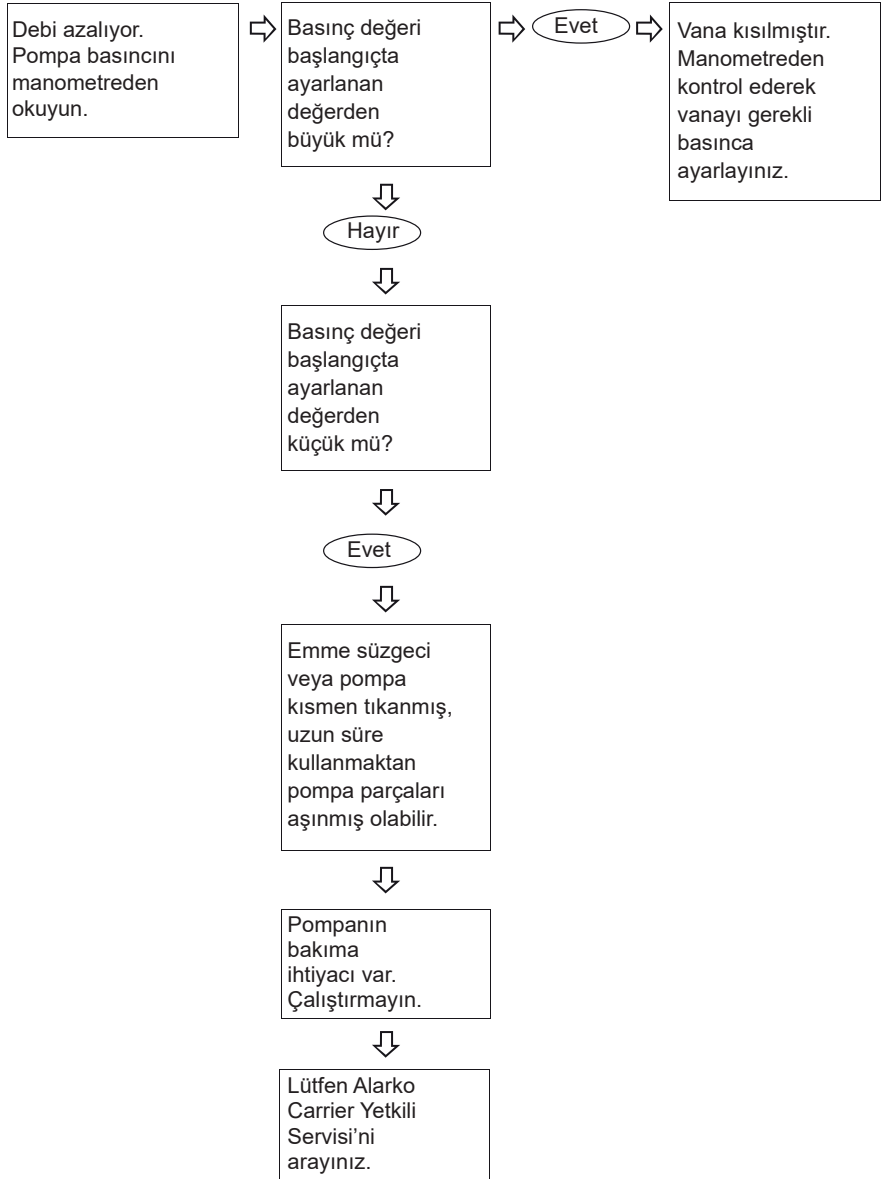 Debi azalıyor.
Pompa basıncını
manometreden
okuyun.
Basınç değeri
başlangıçta
ayarlanan
değerden
büyük mü?
Evet
Vana kısılmıştır.
Manometreden
kontrol ederek
vanayı gerekli
basınca
ayarlayınız.
Hayır
Basınç değeri
başlangıçta
ayarlanan
değerden
küçük mü?
Evet
Emme süzgeci
veya pompa
kısmen tıkanmış,
uzun süre
kullanmaktan
pompa parçaları
aşınmış olabilir.
Pompanın
bakıma
ihtiyacı var.
Çalıştırmayın.
Lütfen Alarko
Carrier Yetkili
Servisi’ni
arayınız.